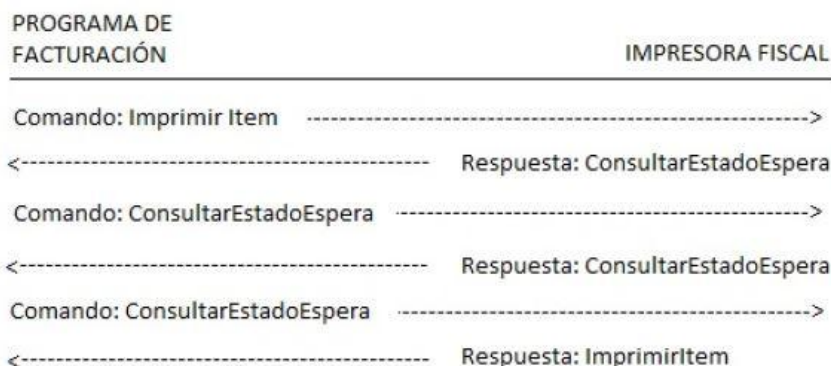 PROGRAMA DE
FACTURACIÓN IMPRESORA FISCAL
Comando: Imprimir Item ------------------------------------------------------->
<--------------------------------------------- Respuesta: ConsultarEstadoEspera
Comando: ConsultarEstadoEspera --------------------------------------------->
<--------------------------------------------- Respuesta: ConsultarEstadoEspera
Comando: ConsultarEstadoEspera --------------------------------------------->
<--------------------------------------------- Respuesta: ImprimirItem